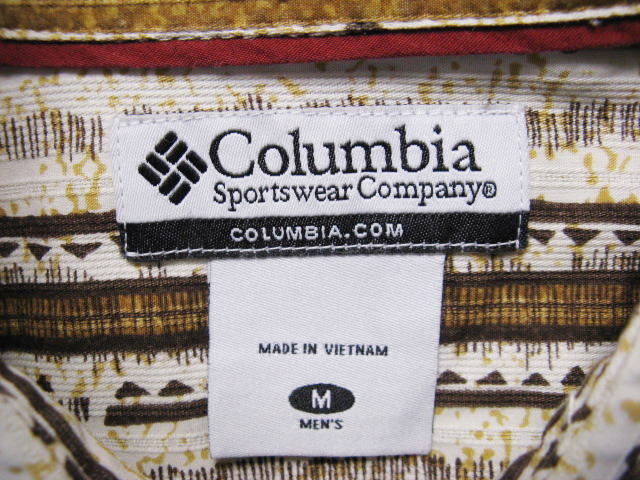 Columbia
Sportswear Company®
COLUMBIA.COM
MADE IN VIETNAM
M
MEN'S